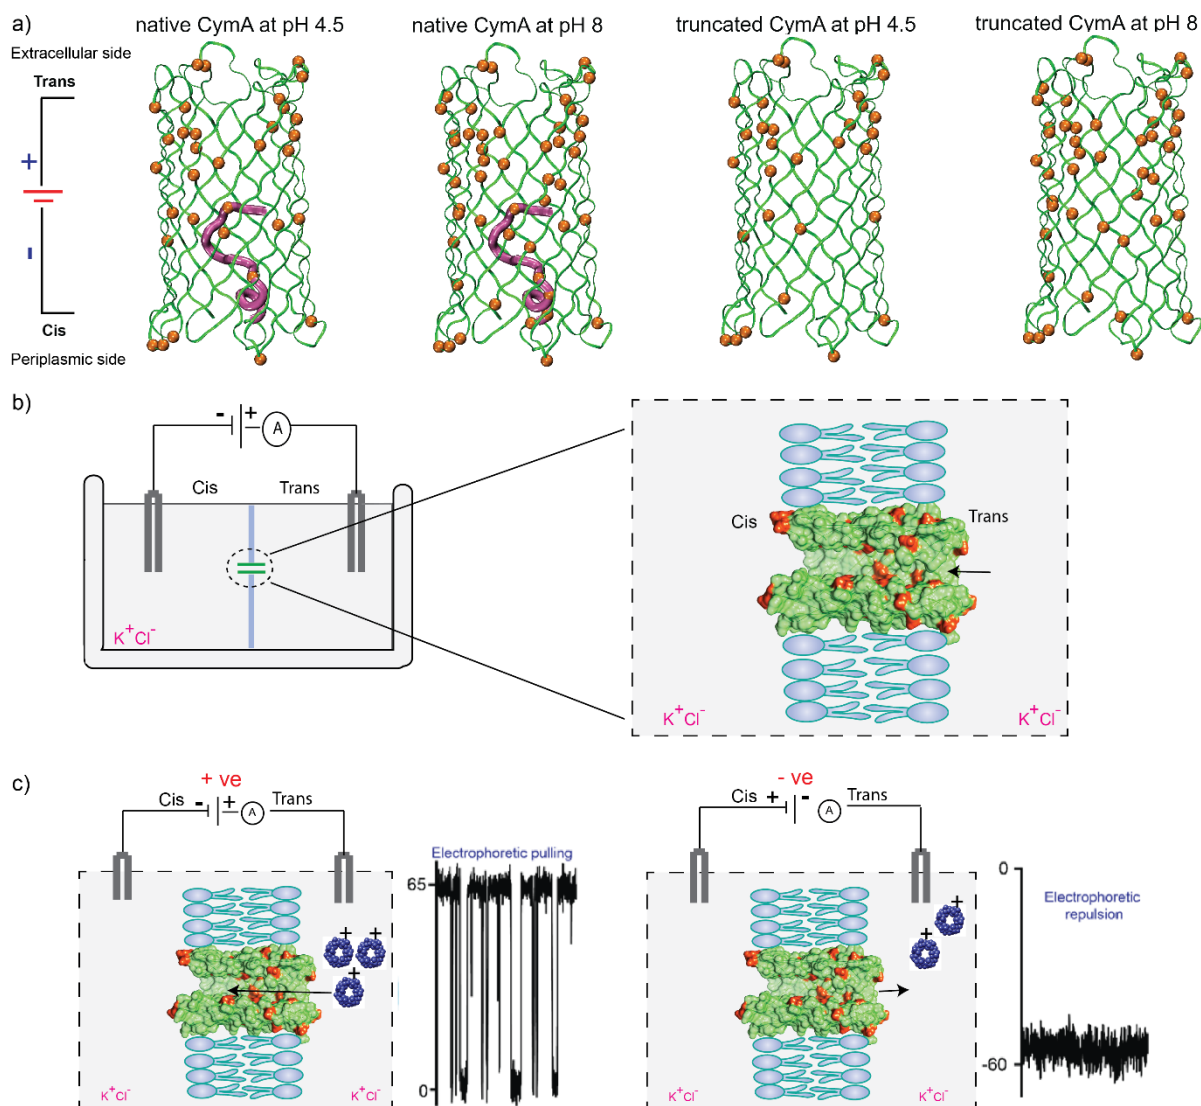 a)
native CymA at pH 4.5
native CymA at pH 8
truncated CymA at pH 4.5
truncated CymA at pH 8
Extracellular side
Trans
+
-
Cis
Periplasmic side
b)
- +
A
Cis
Trans
K+Cl-
Cis
Trans
K+Cl-
K+Cl-
c)
+ ve
Cis - + A Trans
Electrophoretic pulling
65
0
+
+
+
K+Cl-
K+Cl-
- ve
Cis + - A Trans
0
Electrophoretic
repulsion
-60
+
+
K+Cl-
K+Cl-